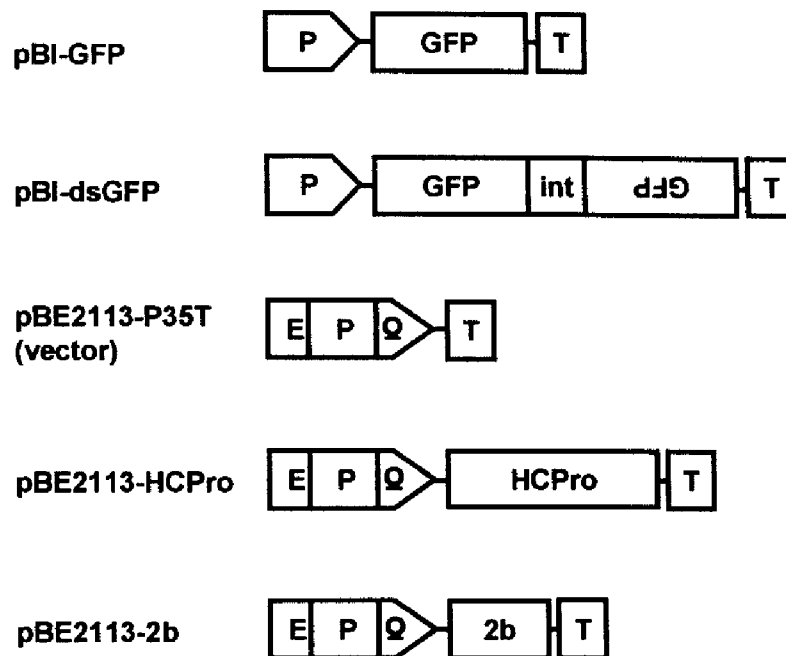 pBI-GFP P GFP T
pBI-dsGFP P GFP int GFP T
pBE2113-P35T E P Ω T
(vector)
pBE2113-HCPro E P Ω HCPro T
pBE2113-2b E P Ω 2b T